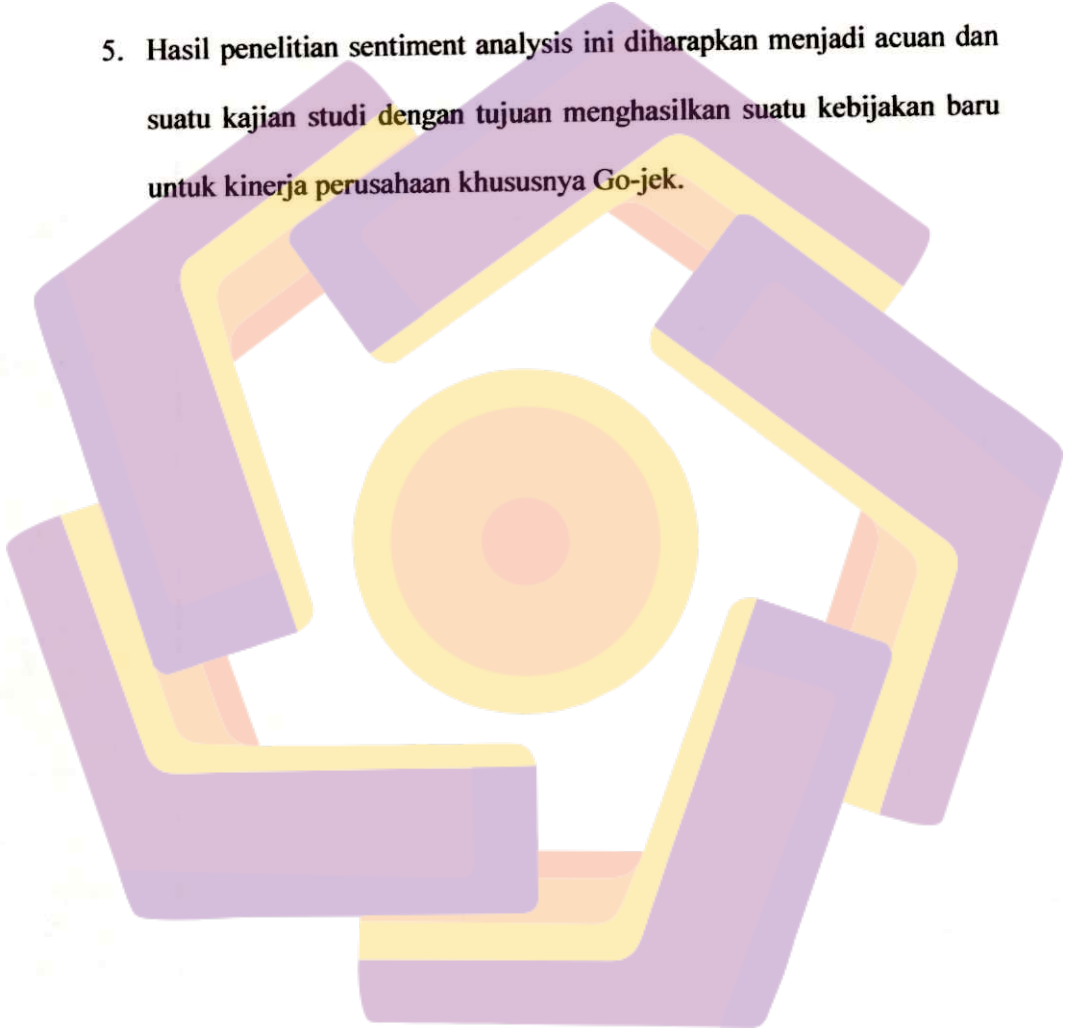 5. Hasil penelitian sentiment analysis ini diharapkan menjadi acuan dan
suatu kajian studi dengan tujuan menghasilkan suatu kebijakan baru
untuk kinerja perusahaan khususnya Go-jek.